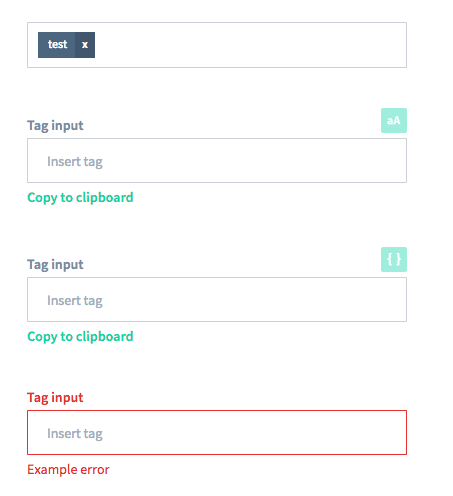 test x
Tag input aA
Insert tag
Copy to clipboard
Tag input { }
Insert tag
Copy to clipboard
Tag input
Insert tag
Example error